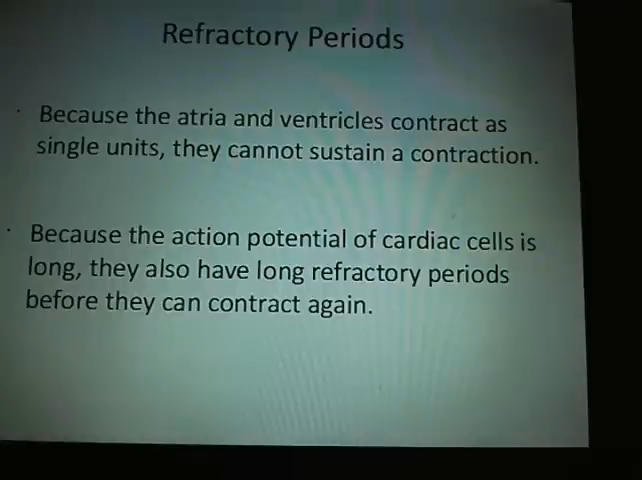 Refractory Periods
· Because the atria and ventricles contract as
single units, they cannot sustain a contraction.
· Because the action potential of cardiac cells is
long, they also have long refractory periods
before they can contract again.